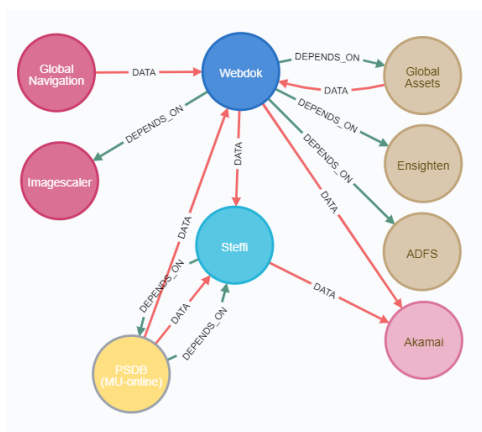 Global
Navigation
DATA
Webdok
DEPENDS_ON
DATA
Global
Assets
DEPENDS_ON
DEPENDS_ON
DEPENDS_ON
Ensighten
Imagescaler
DATA
DATA
DATA
ADFS
Steffi
DEPENDS_ON
DATA
DEPENDS_ON
DATA
Akamai
PSDB
(MU-online)